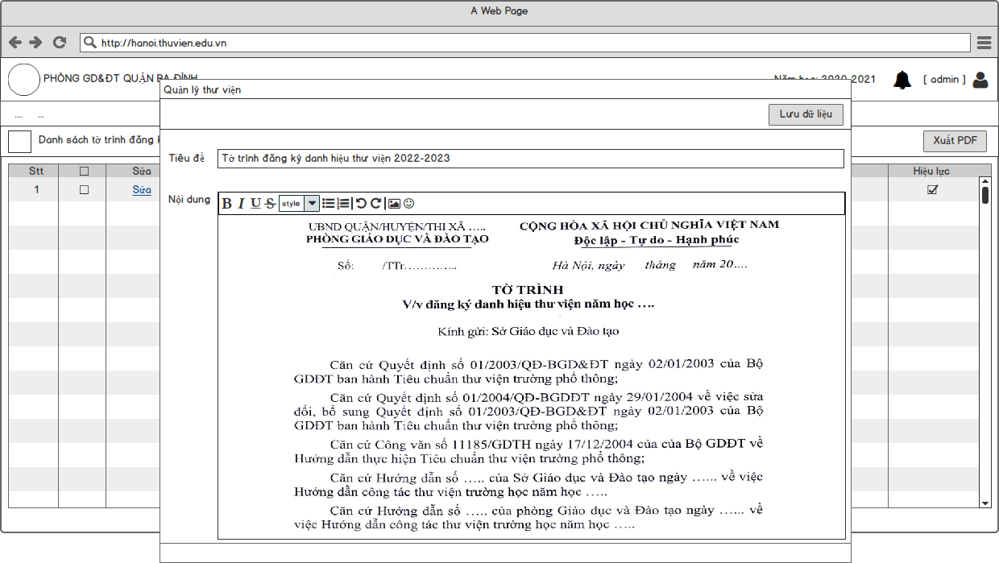 A Web Page
http://hanoi.thuvien.edu.vn
PHÒNG GD&ĐT QUẬN BA ĐÌNH
Năm học: 2020-2021
[ admin ]
Quản lý thư viện
.... ...
Lưu dữ liệu
Danh sách tờ trình đăng
Xuất PDF
Tiêu đề
Tờ trình đăng ký danh hiệu thư viện 2022-2023
Stt
Sửa
Hiệu lực
1
Sửa
Nội dung
B I U S style
UBND QUẬN/HUYỆN/THỊ XÃ .....
PHÒNG GIÁO DỤC VÀ ĐÀO TẠO
CỘNG HÒA XÃ HỘI CHỦ NGHĨA VIỆT NAM
Độc lập - Tự do - Hạnh phúc
Số: /TTr.............
Hà Nội, ngày tháng năm 20....
TỜ TRÌNH
V/v đăng ký danh hiệu thư viện năm học ....
Kính gửi: Sở Giáo dục và Đào tạo
Căn cứ Quyết định số 01/2003/QĐ-BGD&ĐT ngày 02/01/2003 của Bộ
GDĐT ban hành Tiêu chuẩn thư viện trường phổ thông;
Căn cứ Quyết định số 01/2004/QĐ-BGDĐT ngày 29/01/2004 về việc sửa
đổi, bổ sung Quyết định số 01/2003/QĐ-BGD&ĐT ngày 02/01/2003 của Bộ
GDĐT ban hành Tiêu chuẩn thư viện trường phổ thông;
Căn cứ Công văn số 11185/GDTH ngày 17/12/2004 của của Bộ GDĐT về
Hướng dẫn thực hiện Tiêu chuẩn thư viện trường phổ thông;
Căn cứ Hướng dẫn số ..... của Sở Giáo dục và Đào tạo ngày ...... về việc
Hướng dẫn công tác thư viện trường học năm học .....
Căn cứ Hướng dẫn số ..... của phòng Giáo dục và Đào tạo ngày ...... về
việc Hướng dẫn công tác thư viện trường học năm học .....